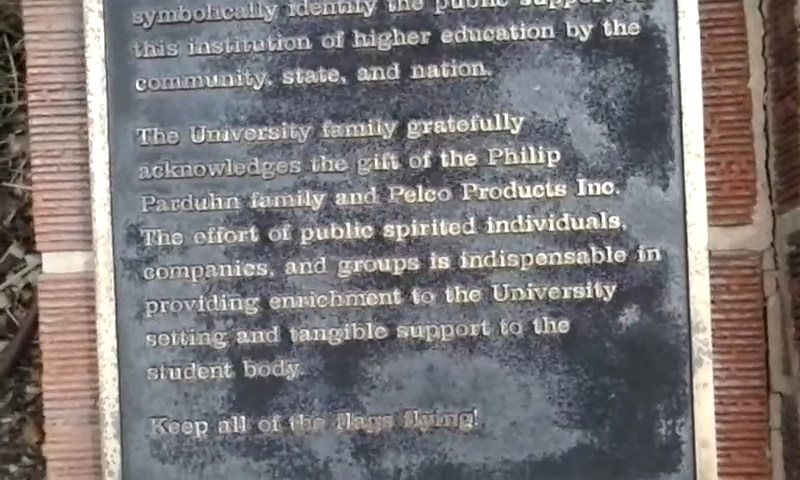 symbolically identify the public support
this institution of higher education by the
community, state, and nation.
The University family gratefully
acknowledges the gift of the Philip
Parduhn family and Pelco Products Inc.
The effort of public spirited individuals,
companies, and groups is indispensable in
providing enrichment to the University
setting and tangible support to the
student body.
Keep all of the flags flying!